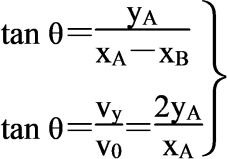 tan θ=y_A/(x_A−x_B)
tan θ=v_y/v_0=2y_A/x_A